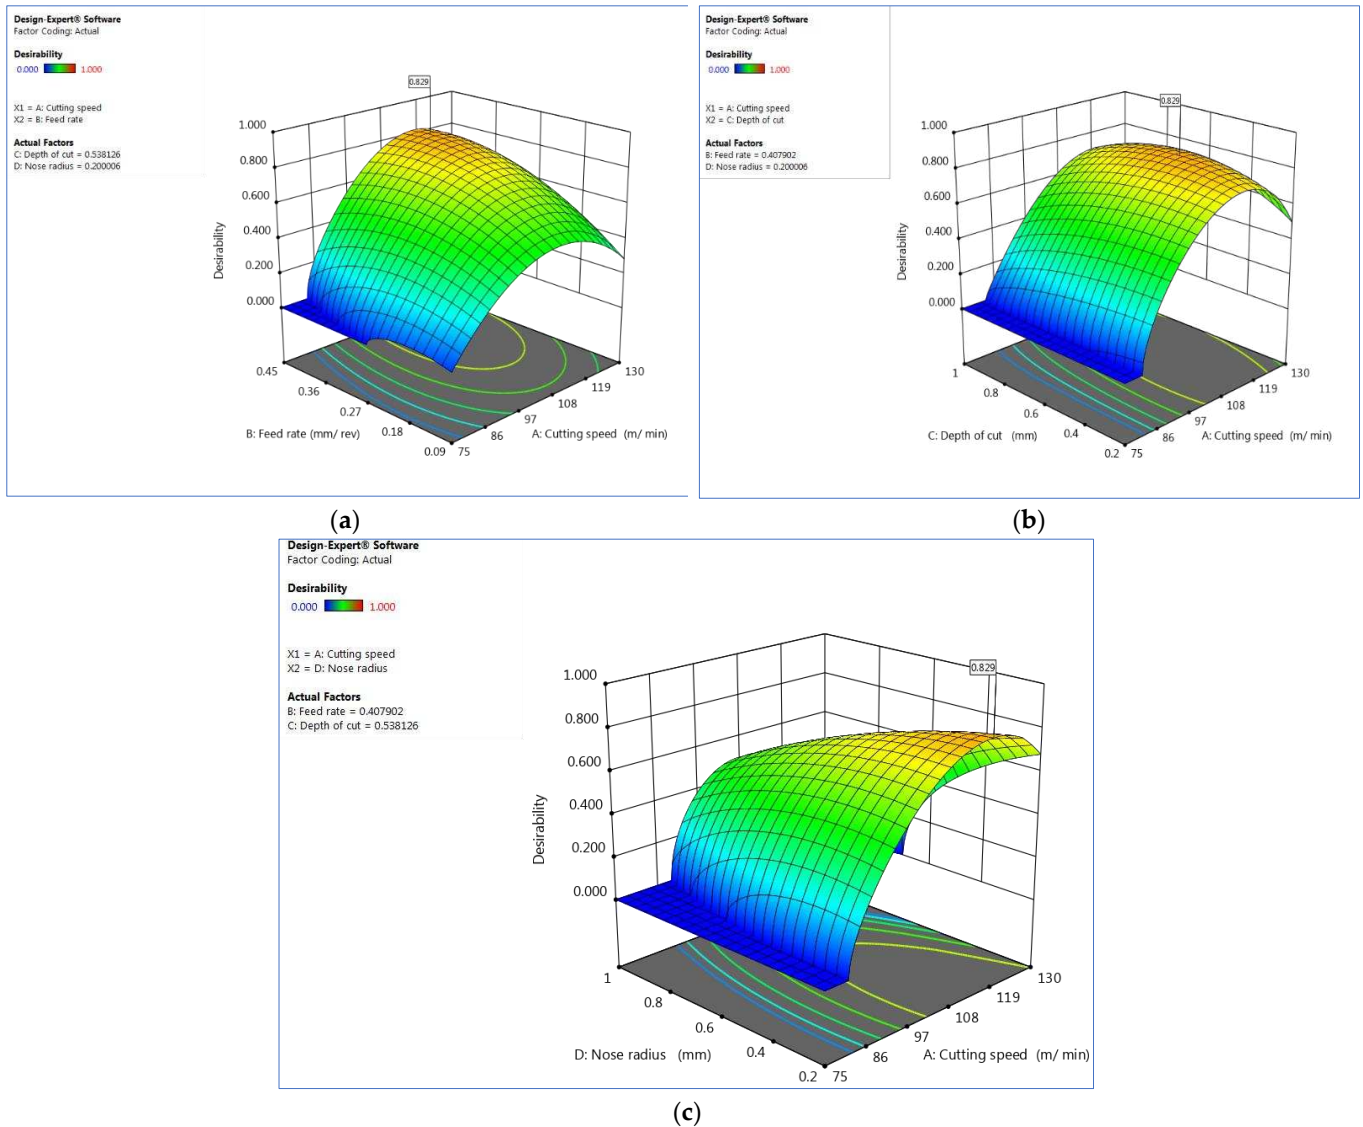 Design-Expert® Software
Factor Coding: Actual
Desirability
0.000 1.000
X1 = A: Cutting speed
X2 = B: Feed rate
Actual Factors
C: Depth of cut = 0.538126
D: Nose radius = 0.200006
0.829
1.000
0.800
0.600
0.400
0.200
0.000
Desirability
0.45
0.36
0.27
0.18
0.09
B: Feed rate (mm/ rev)
75
86
97
108
119
130
A: Cutting speed (m/ min)
(a)
Design-Expert® Software
Factor Coding: Actual
Desirability
0.000 1.000
X1 = A: Cutting speed
X2 = C: Depth of cut
Actual Factors
B: Feed rate = 0.407902
D: Nose radius = 0.200006
0.829
1.000
0.800
0.600
0.400
0.200
0.000
Desirability
1
0.8
0.6
0.4
0.2
C: Depth of cut (mm)
75
86
97
108
119
130
A: Cutting speed (m/ min)
(b)
Design-Expert® Software
Factor Coding: Actual
Desirability
0.000 1.000
X1 = A: Cutting speed
X2 = D: Nose radius
Actual Factors
B: Feed rate = 0.407902
C: Depth of cut = 0.538126
0.829
1.000
0.800
0.600
0.400
0.200
0.000
Desirability
1
0.8
0.6
0.4
0.2
D: Nose radius (mm)
75
86
97
108
119
130
A: Cutting speed (m/ min)
(c)